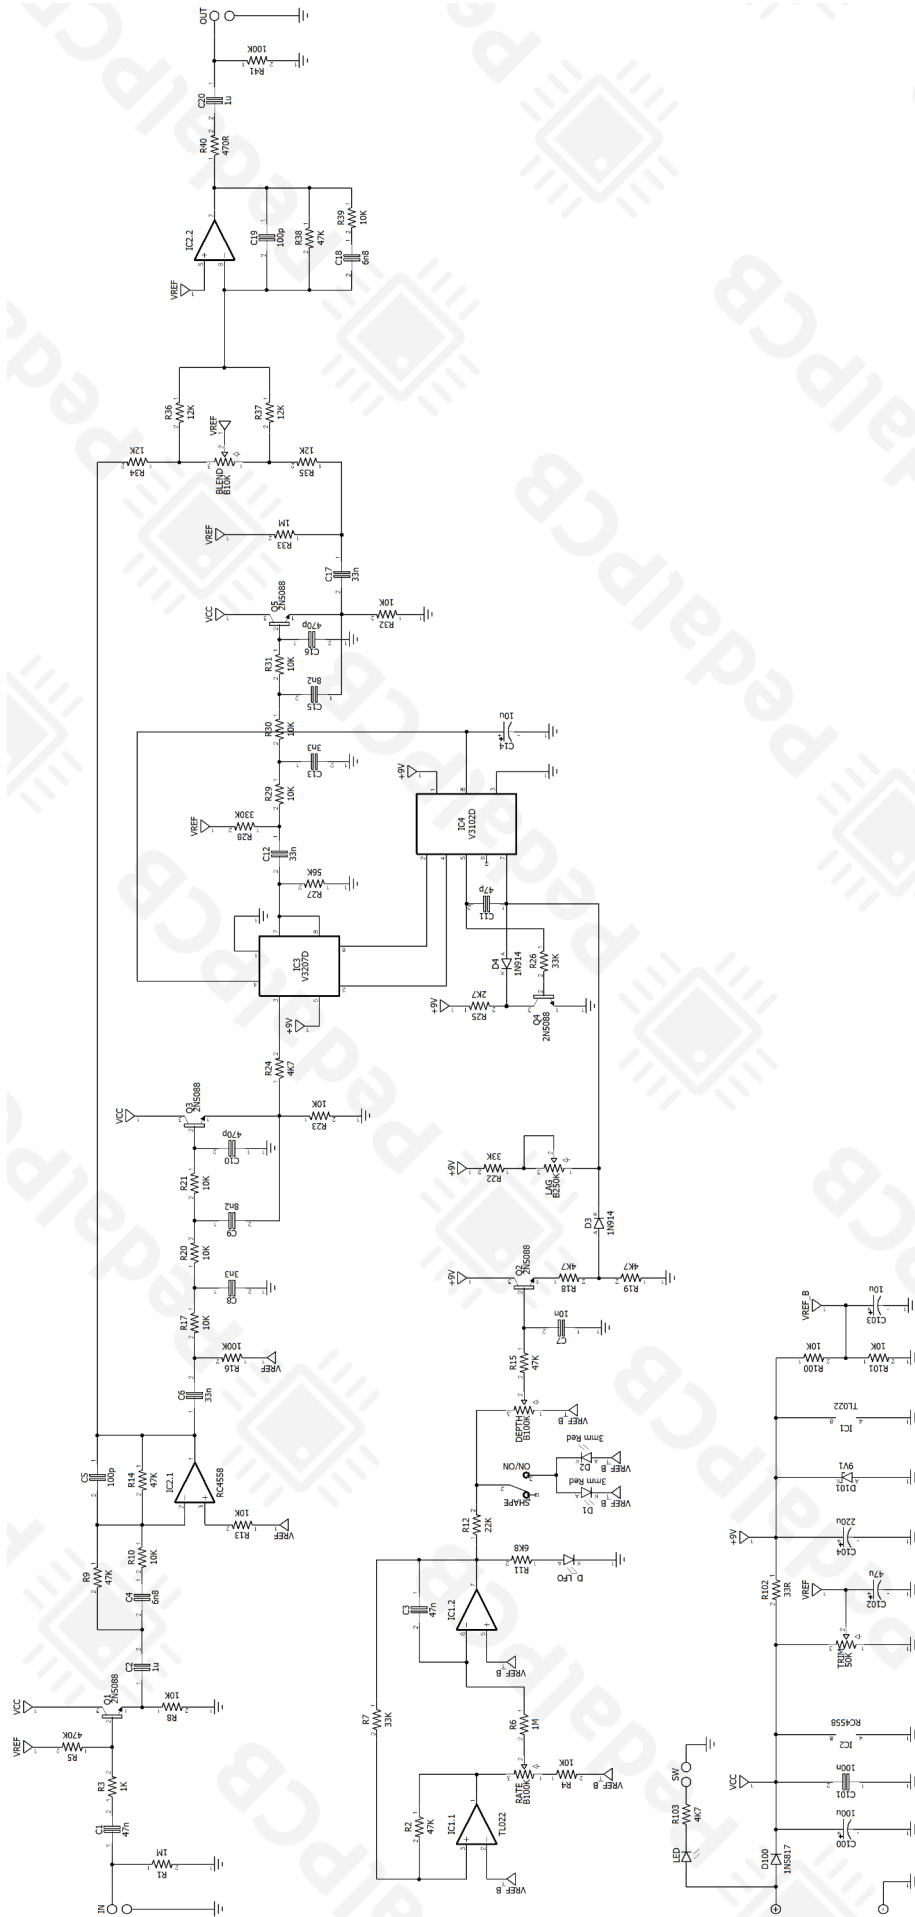 IN
R1
1M
C1
47n
R3
1K
VREF
R5
470K
VCC
Q1
2N5088
R8
10K
C2
1u
R9
47K
C4
6n8
R10
10K
C5
100p
R14
47K
IC2.1
RC4558
R13
10K
VREF
C6
33n
R16
100K
VREF
R17
10K
C8
3n3
R20
10K
C9
8n2
R21
10K
C10
470p
VCC
Q3
2N5088
R23
10K
R24
4K7
+9V
IC3
V3207D
R27
56K
C12
33n
VREF
R28
330K
R29
10K
C13
3n3
R30
10K
C15
8n2
R31
10K
C16
470p
VCC
Q5
2N5088
R32
10K
C17
33n
VREF
R33
1M
R34
12K
BLEND
B10K
VREF
R35
12K
R36
12K
R37
12K
VREF
IC2.2
C19
100p
R38
47K
C18
6n8
R39
10K
R40
470R
C20
1u
R41
100K
OUT
R7
33K
R2
47K
IC1.1
TL022
VREF B
RATE
B100K
R4
10K
VREF B
R6
1M
C3
47n
IC1.2
VREF B
R11
6K8
D_LFO
R12
22K
SHAPE
ON/ON
D1
3mm Red
D2
3mm Red
VREF B
VREF B
DEPTH
B100K
VREF B
R15
47K
C7
10n
+9V
Q2
2N5088
R18
4K7
R19
4K7
D3
1N914
+9V
R22
33K
LAG
B250K
+9V
R25
2K7
Q4
2N5088
D4
1N914
R26
33K
C11
47p
IC4
V3102D
+9V
C14
10u
LED
R103
4K7
SW
D100
1N5817
C100
100u
VCC
C101
100n
IC2
RC4558
TRIM
50K
VREF
C102
47u
R102
33R
+9V
C104
220u
D101
9V1
IC1
TL022
R100
10K
R101
10K
VREF_B
C103
10u
PedalPCB
PedalPCB
PedalPCB
PedalPCB